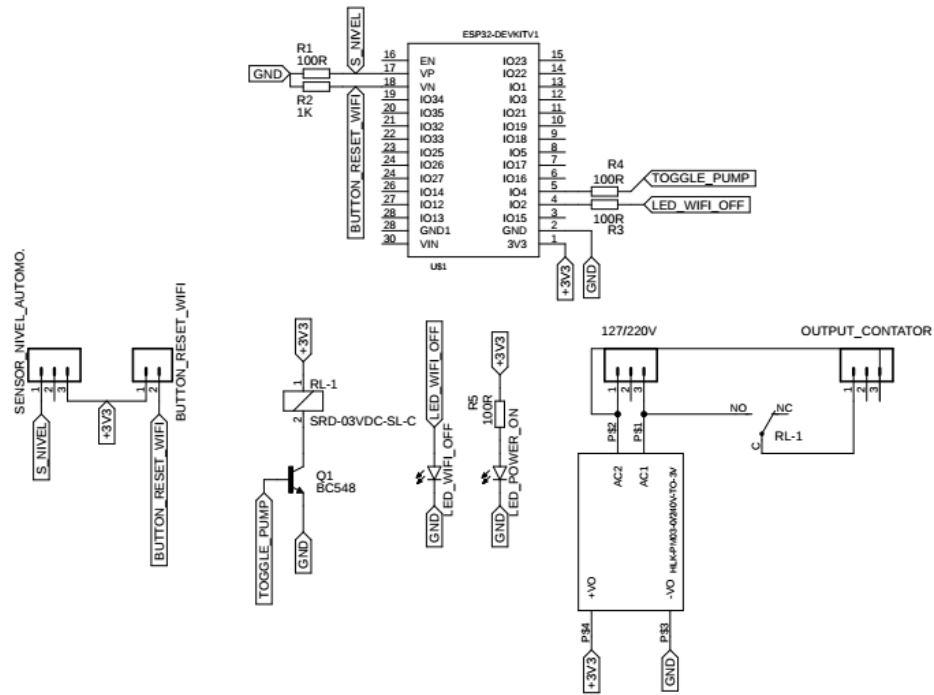 ESP32-DEVKITV1
16 EN IO23 15
17 VP IO22 14
18 VN IO1 13
19 IO34 IO3 12
20 IO35 IO21 11
21 IO32 IO19 10
22 IO33 IO18 9
23 IO25 IO5 8
24 IO26 IO17 7
24 IO27 IO16 6
26 IO14 IO4 5
27 IO12 IO2 4
28 IO13 IO15 3
28 GND1 GND 2
30 VIN 3V3 1
U$1
R1
100R
GND
R2
1K
S_NIVEL
BUTTON_RESET_WIFI
R4
100R
TOGGLE_PUMP
LED_WIFI_OFF
100R
R3
+3V3
GND
SENSOR_NIVEL_AUTOMO.
1 2 3
S_NIVEL
+3V3
BUTTON_RESET_WIFI
1 2
BUTTON_RESET_WIFI
+3V3
1
RL-1
2
SRD-03VDC-SL-C
Q1
BC548
TOGGLE_PUMP
GND
LED_WIFI_OFF
LED_WIFI_OFF
GND
+3V3
R5
100R
LED_POWER_ON
GND
127/220V
1 2 3
OUTPUT_CONTATOR
1 2 3
NO
NC
C
RL-1
P$2
P$1
AC2
AC1
+VO
-VO
P$4
P$3
+3V3
GND